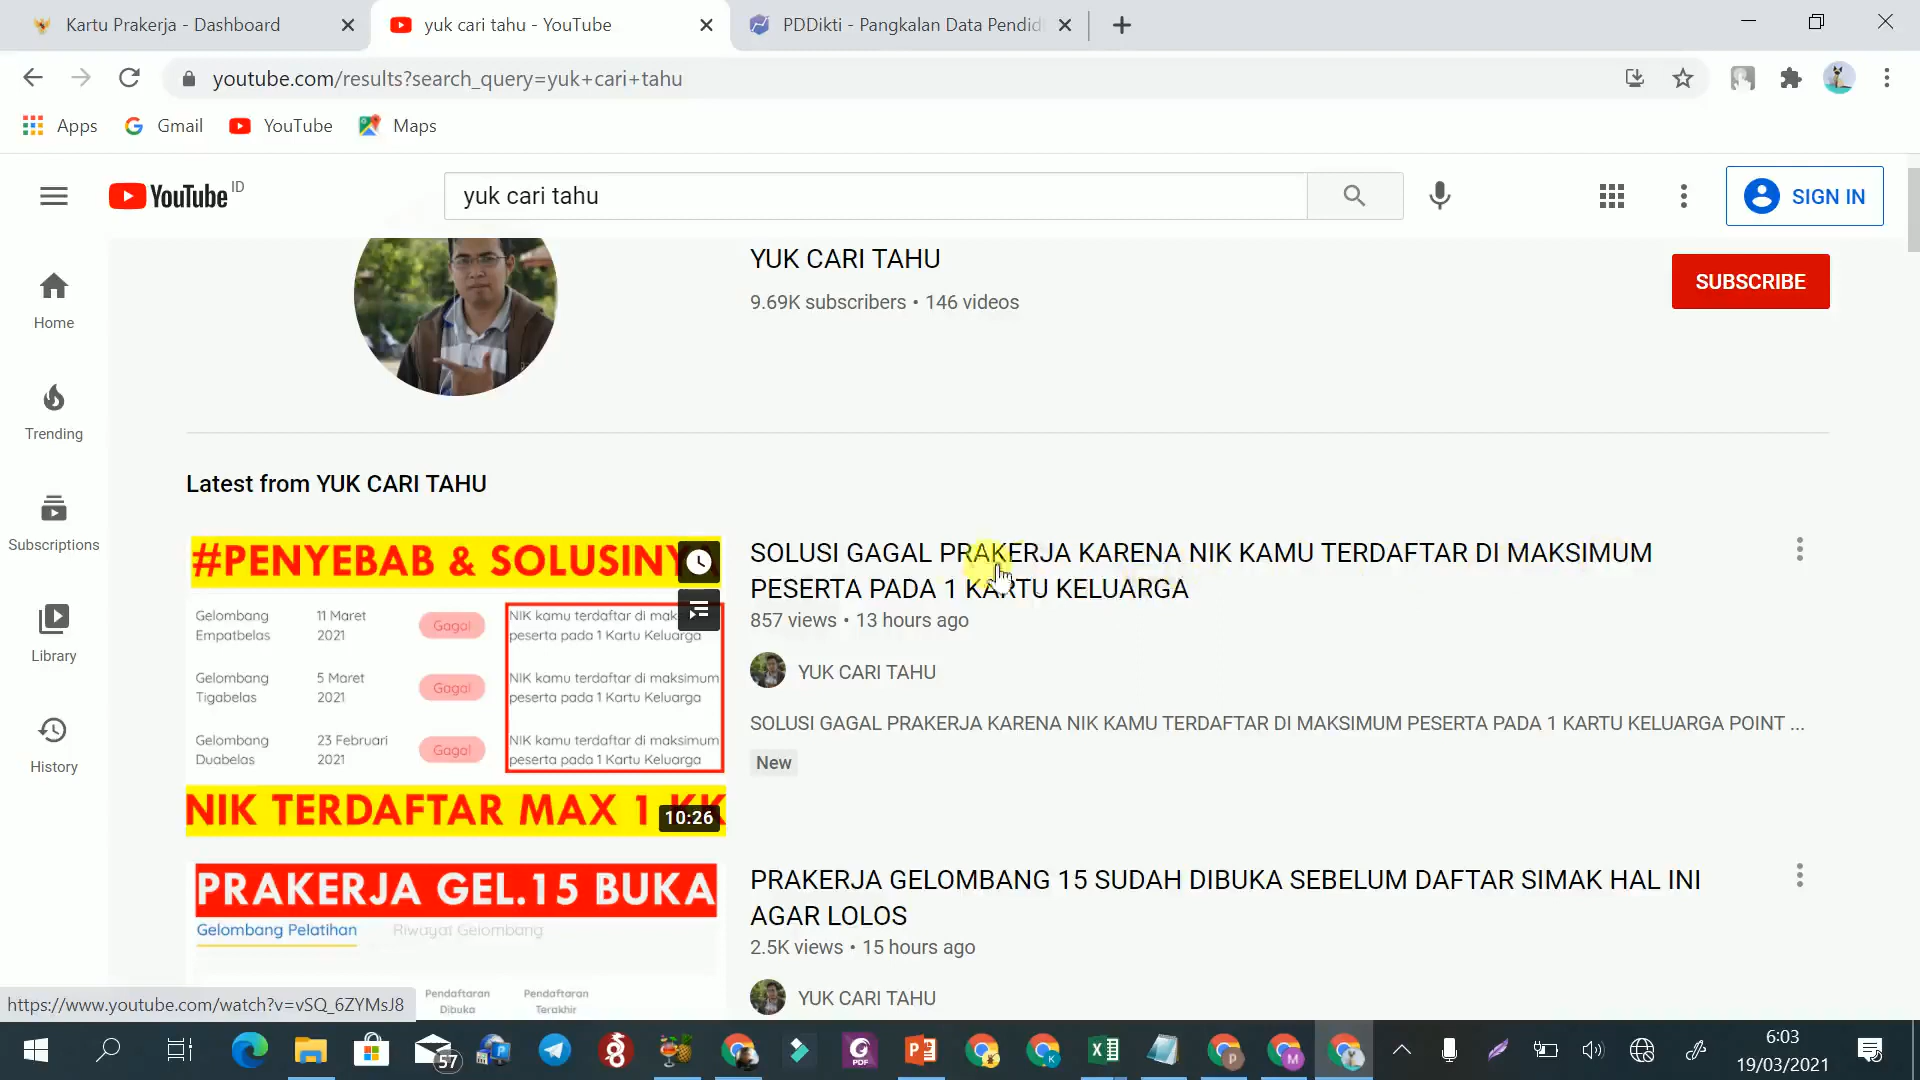 Kartu Prakerja - Dashboard
yuk cari tahu - YouTube
PDDikti - Pangkalan Data Pendid
youtube.com/results?search_query=yuk+cari+tahu
Apps
Gmail
YouTube
Maps
YouTube ID
yuk cari tahu
SIGN IN
Home
Trending
Subscriptions
Library
History
YUK CARI TAHU
9.69K subscribers • 146 videos
SUBSCRIBE
Latest from YUK CARI TAHU
#PENYEBAB & SOLUSINYA
Gelombang Empatbelas
11 Maret 2021
Gagal
NIK kamu terdaftar di maksimum
peserta pada 1 Kartu Keluarga
Gelombang Tigabelas
5 Maret 2021
Gagal
NIK kamu terdaftar di maksimum
peserta pada 1 Kartu Keluarga
Gelombang Duabelas
23 Februari 2021
Gagal
NIK kamu terdaftar di maksimum
peserta pada 1 Kartu Keluarga
NIK TERDAFTAR MAX 1 KK
10:26
SOLUSI GAGAL PRAKERJA KARENA NIK KAMU TERDAFTAR DI MAKSIMUM
PESERTA PADA 1 KARTU KELUARGA
857 views • 13 hours ago
YUK CARI TAHU
SOLUSI GAGAL PRAKERJA KARENA NIK KAMU TERDAFTAR DI MAKSIMUM PESERTA PADA 1 KARTU KELUARGA POINT ...
New
PRAKERJA GEL.15 BUKA
Gelombang Pelatihan
Riwayat Gelombang
Pendaftaran Dibuka
Pendaftaran Terakhir
PRAKERJA GELOMBANG 15 SUDAH DIBUKA SEBELUM DAFTAR SIMAK HAL INI
AGAR LOLOS
2.5K views • 15 hours ago
YUK CARI TAHU
https://www.youtube.com/watch?v=vSQ_6ZYMsJ8
57
6:03
19/03/2021